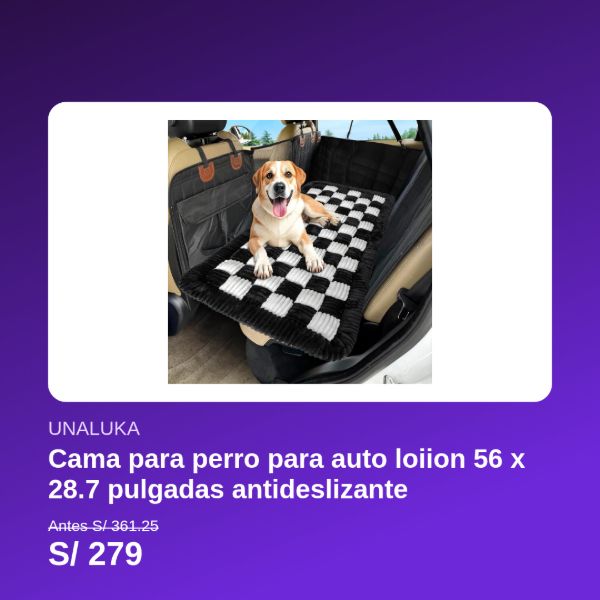 UNALUKA
Cama para perro para auto loiion 56 x
28.7 pulgadas antideslizante
Antes S/ 361.25
S/ 279